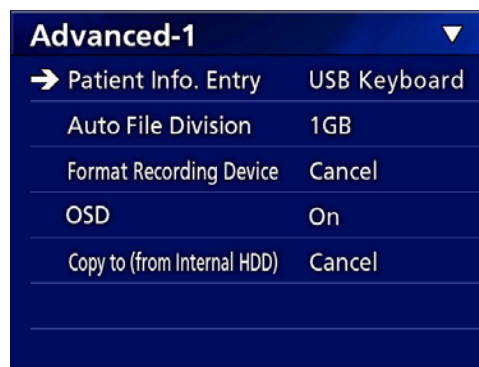 Advanced-1
Patient Info. Entry USB Keyboard
Auto File Division 1GB
Format Recording Device Cancel
OSD On
Copy to (from Internal HDD) Cancel